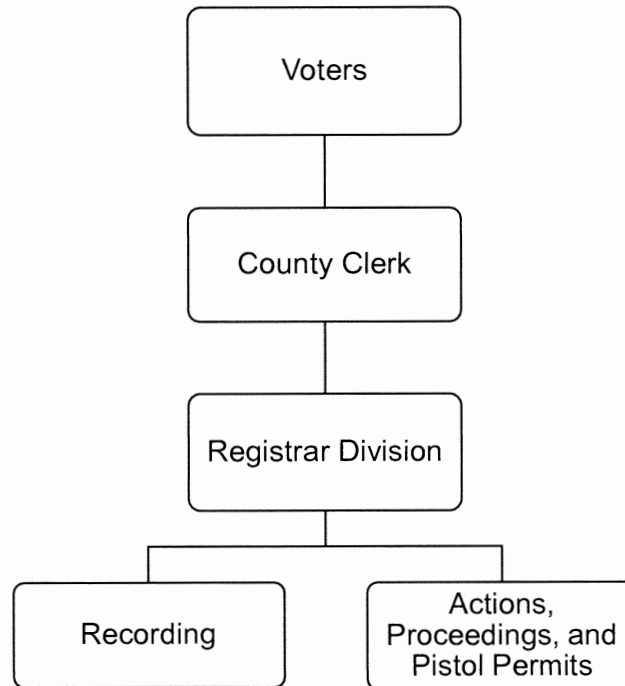 Voters
County Clerk
Registrar Division
Recording
Actions,
Proceedings, and
Pistol Permits